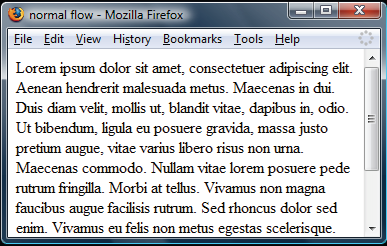 normal flow - Mozilla Firefox
File Edit View History Bookmarks Tools Help
Lorem ipsum dolor sit amet, consectetuer adipiscing elit.
Aenean hendrerit malesuada metus. Maecenas in dui.
Duis diam velit, mollis ut, blandit vitae, dapibus in, odio.
Ut bibendum, ligula eu posuere gravida, massa justo
pretium augue, vitae varius libero risus non urna.
Maecenas commodo. Nullam vitae lorem posuere pede
rutrum fringilla. Morbi at tellus. Vivamus non magna
faucibus augue facilisis rutrum. Sed rhoncus dolor sed
enim. Vivamus eu felis non metus egestas scelerisque.